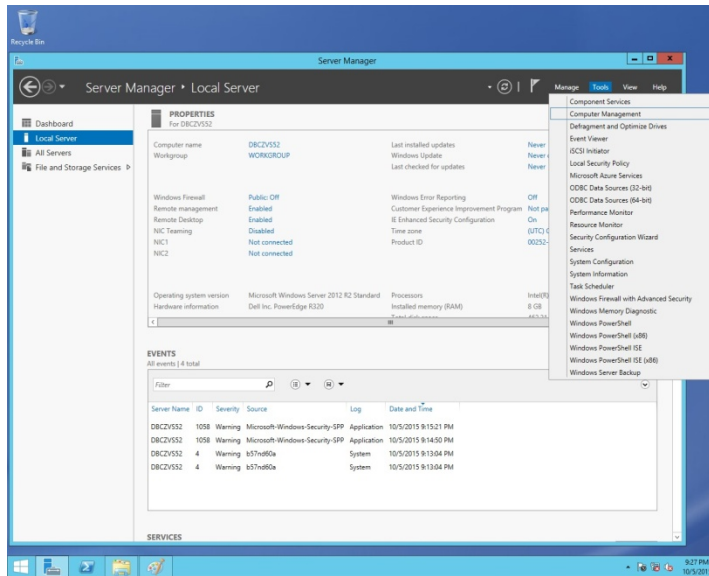 Recycle Bin
Server Manager
Server Manager • Local Server
Manage Tools View Help
Dashboard
Local Server
All Servers
File and Storage Services
PROPERTIES
For DBCZVS52
Computer name DBCZVS52 Last installed updates Never
Workgroup WORKGROUP Windows Update Never
Last checked for updates Never
Windows Firewall Public: Off Windows Error Reporting Off
Remote management Enabled Customer Experience Improvement Program Not pa
Remote Desktop Enabled IE Enhanced Security Configuration On
NIC Teaming Disabled Time zone (UTC)
NIC1 Not connected Product ID 00252-
NIC2 Not connected
Operating system version Microsoft Windows Server 2012 R2 Standard Processors Intel(R)
Hardware information Dell Inc. PowerEdge R320 Installed memory (RAM) 8 GB
Component Services
Computer Management
Defragment and Optimize Drives
Event Viewer
iSCSI Initiator
Local Security Policy
Microsoft Azure Services
ODBC Data Sources (32-bit)
ODBC Data Sources (64-bit)
Performance Monitor
Resource Monitor
Security Configuration Wizard
Services
System Configuration
System Information
Task Scheduler
Windows Firewall with Advanced Security
Windows Memory Diagnostic
Windows PowerShell
Windows PowerShell (x86)
Windows PowerShell ISE
Windows PowerShell ISE (x86)
Windows Server Backup
EVENTS
All events | 4 total
Filter
Server Name ID Severity Source Log Date and Time
DBCZVS52 1058 Warning Microsoft-Windows-Security-SPP Application 10/5/2015 9:15:21 PM
DBCZVS52 1058 Warning Microsoft-Windows-Security-SPP Application 10/5/2015 9:14:50 PM
DBCZVS52 4 Warning b57nd60a System 10/5/2015 9:13:04 PM
DBCZVS52 4 Warning b57nd60a System 10/5/2015 9:13:04 PM
SERVICES
9:27 PM
10/5/201